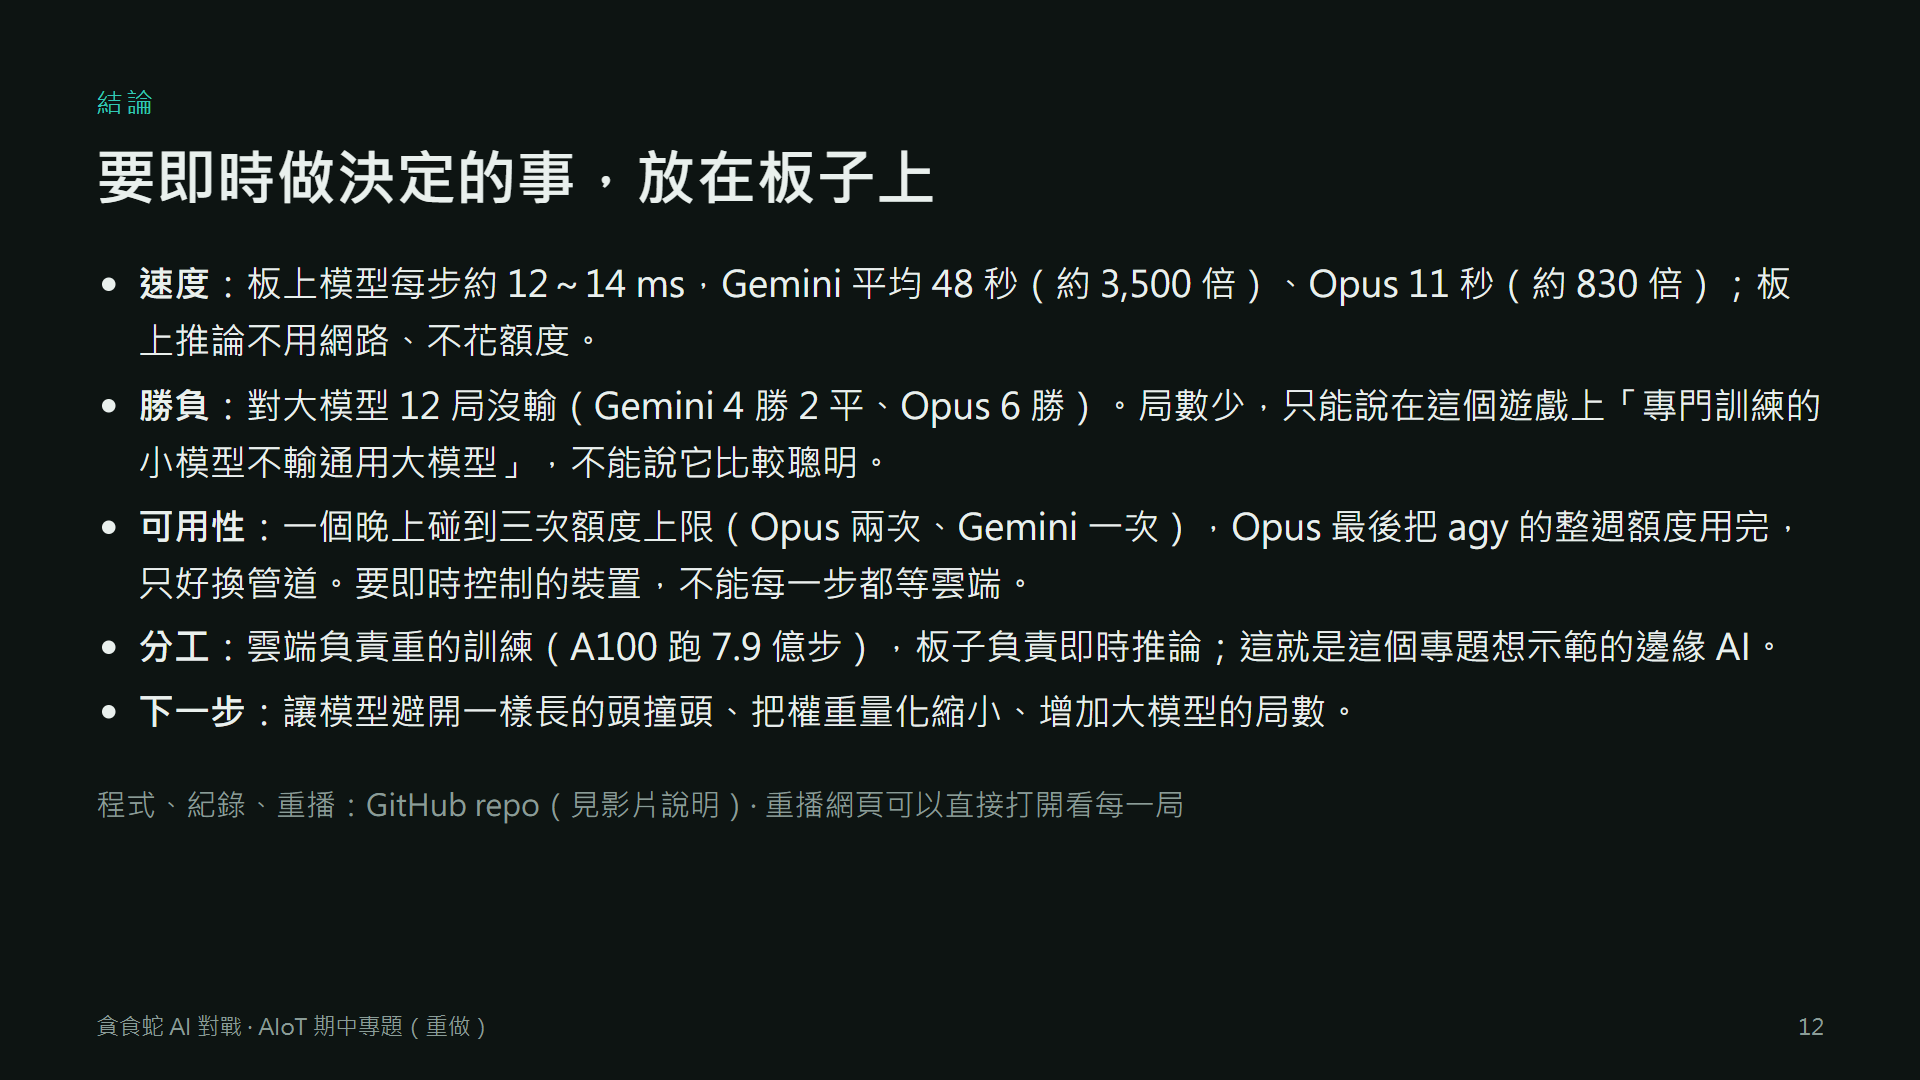 結論
要即時做決定的事，放在板子上
• 速度：板上模型每步約 12～14 ms，Gemini 平均 48 秒（約 3,500 倍）、Opus 11 秒（約 830 倍）；板
上推論不用網路、不花額度。
• 勝負：對大模型 12 局沒輸（Gemini 4 勝 2 平、Opus 6 勝）。局數少，只能說在這個遊戲上「專門訓練的
小模型不輸通用大模型」，不能說它比較聰明。
• 可用性：一個晚上碰到三次額度上限（Opus 兩次、Gemini 一次），Opus 最後把 agy 的整週額度用完，
只好換管道。要即時控制的裝置，不能每一步都等雲端。
• 分工：雲端負責重的訓練（A100 跑 7.9 億步），板子負責即時推論；這就是這個專題想示範的邊緣 AI。
• 下一步：讓模型避開一樣長的頭撞頭、把權重量化縮小、增加大模型的局數。
程式、紀錄、重播：GitHub repo（見影片說明）· 重播網頁可以直接打開看每一局
貪食蛇 AI 對戰 · AIoT 期中專題（重做）
12